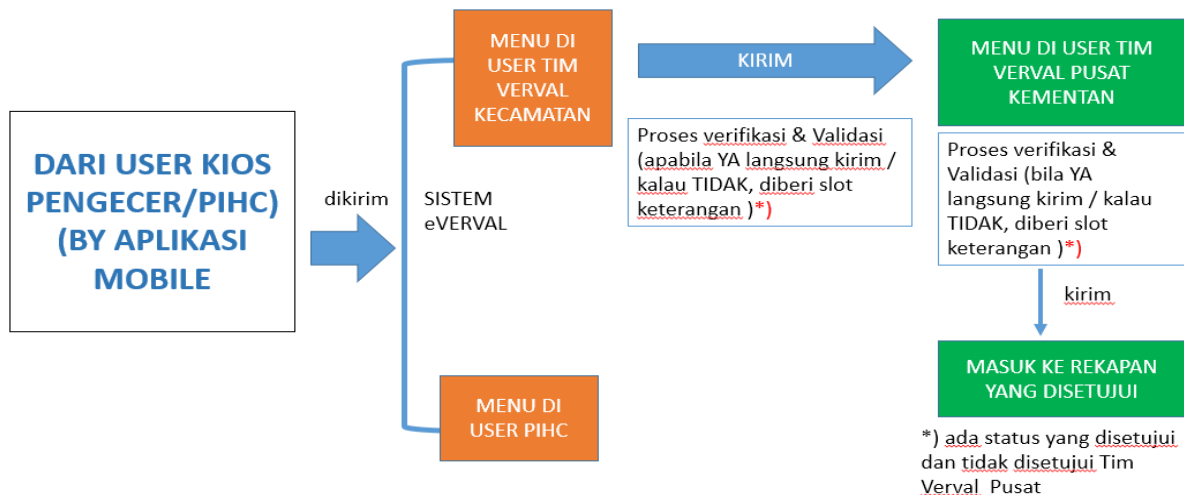 DARI USER KIOS
PENGECER/PIHC)
(BY APLIKASI
MOBILE
dikirim
SISTEM
eVERVAL
MENU DI
USER TIM
VERVAL
KECAMATAN
MENU DI
USER PIHC
KIRIM
Proses verifikasi & Validasi
(apabila YA langsung kirim /
kalau TIDAK, diberi slot
keterangan )*)
MENU DI USER TIM
VERVAL PUSAT
KEMENTAN
Proses verifikasi &
Validasi (bila YA
langsung kirim / kalau
TIDAK, diberi slot
keterangan )*)
kirim
MASUK KE REKAPAN
YANG DISETUJUI
*) ada status yang disetujui
dan tidak disetujui Tim
Verval Pusat